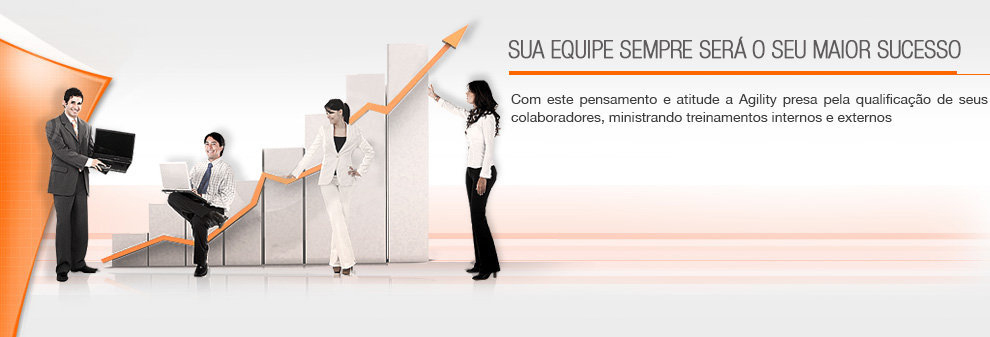 SUA EQUIPE SEMPRE SERÁ O SEU MAIOR SUCESSO
Com este pensamento e atitude a Agility presa pela qualificação de seus
colaboradores, ministrando treinamentos internos e externos